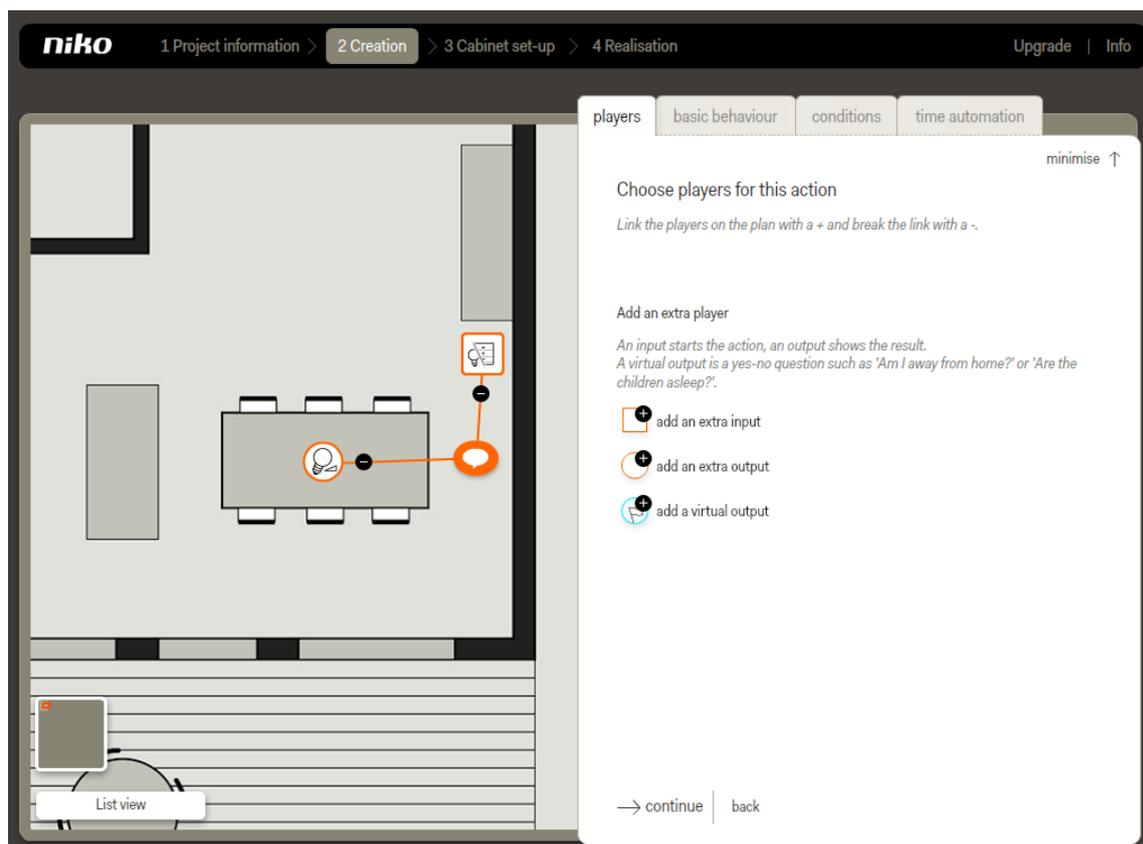 niko
1 Project information
2 Creation
3 Cabinet set-up
4 Realisation
Upgrade | Info
players
basic behaviour
conditions
time automation
minimise ↑
Choose players for this action
Link the players on the plan with a + and break the link with a -.
Add an extra player
An input starts the action, an output shows the result.
A virtual output is a yes-no question such as 'Am I away from home?' or 'Are the
children asleep?'.
add an extra input
add an extra output
add a virtual output
List view
→ continue
back